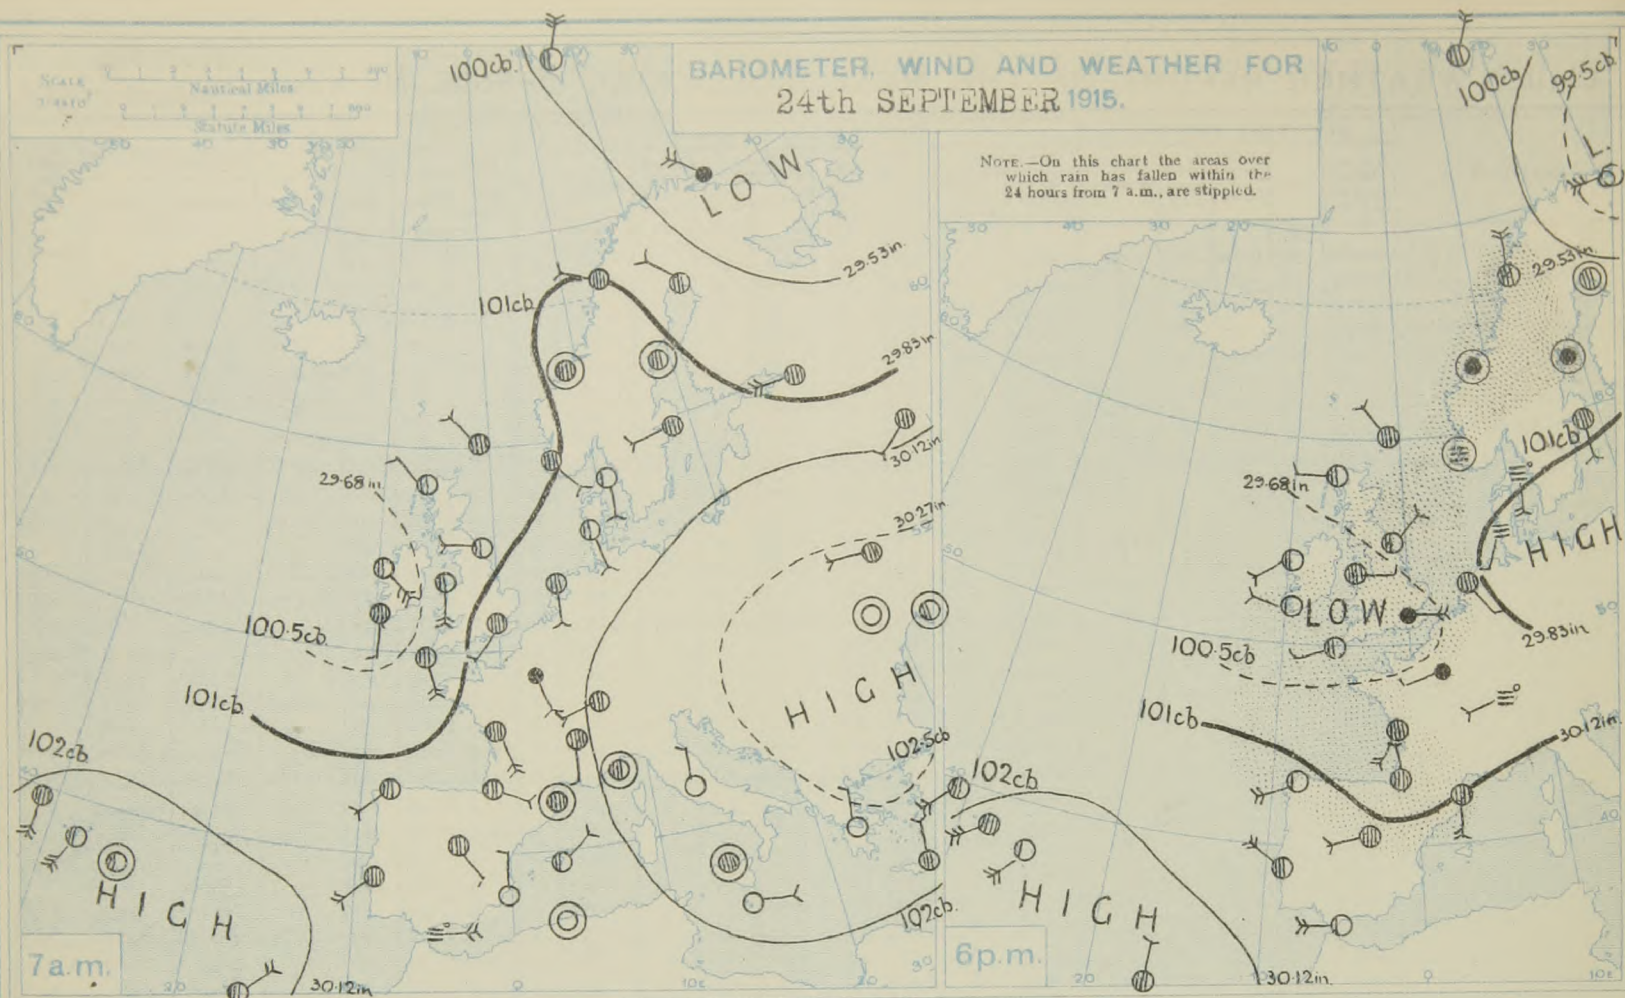 SCALE
Nautical Miles
Statute Miles
BAROMETER, WIND AND WEATHER FOR
24th SEPTEMBER 1915.
NOTE.—On this chart the areas over
which rain has fallen within the
24 hours from 7 a.m., are stippled.
100cb.
LOW
29.53in.
101cb
29.83in
30.12in
29.68in
30.27in
100.5cb.
HIGH
101cb.
102.5cb
102cb
HIGH
102cb.
7a.m.
30.12in
100cb
99.5cb
L.
29.53in.
101cb
29.68in
HIGH
LOW
100.5cb
29.83in.
101cb
30.12in.
102cb
HIGH
6p.m.
30.12in.